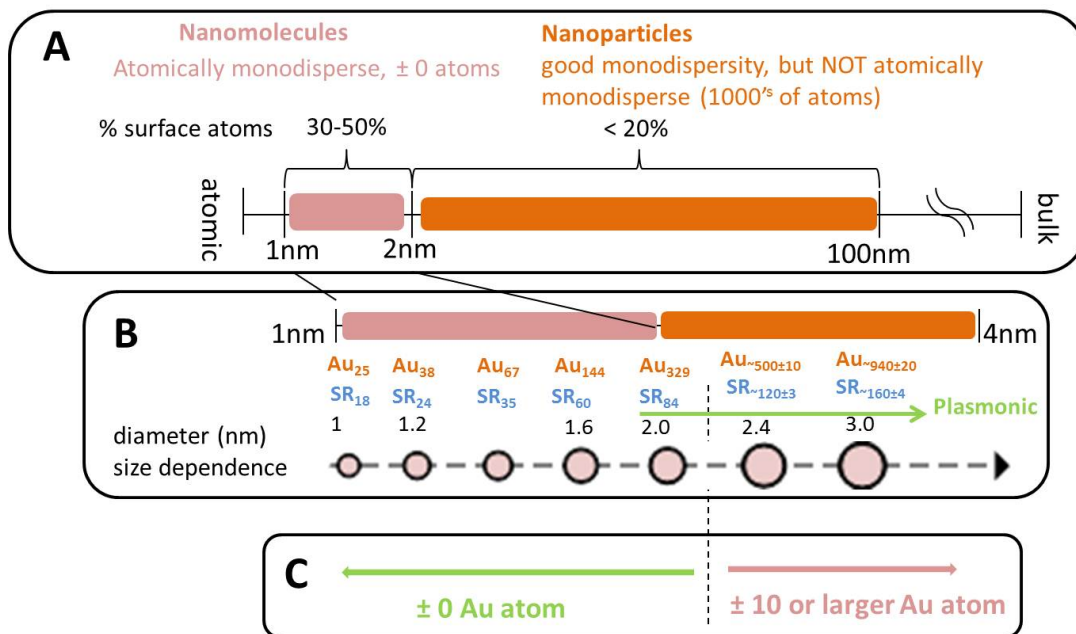 A
Nanomolecules
Atomically monodisperse, ± 0 atoms
Nanoparticles
good monodispersity, but NOT atomically
monodisperse (1000's of atoms)
% surface atoms
30-50%
< 20%
atomic
1nm
2nm
100nm
bulk
B
1nm
4nm
Au25 Au38 Au67 Au144 Au329 Au~500±10 Au~940±20
SR18 SR24 SR35 SR60 SR84 SR~120±3 SR~160±4
Plasmonic
diameter (nm) 1 1.2 1.6 2.0 2.4 3.0
size dependence
C
± 0 Au atom
± 10 or larger Au atom